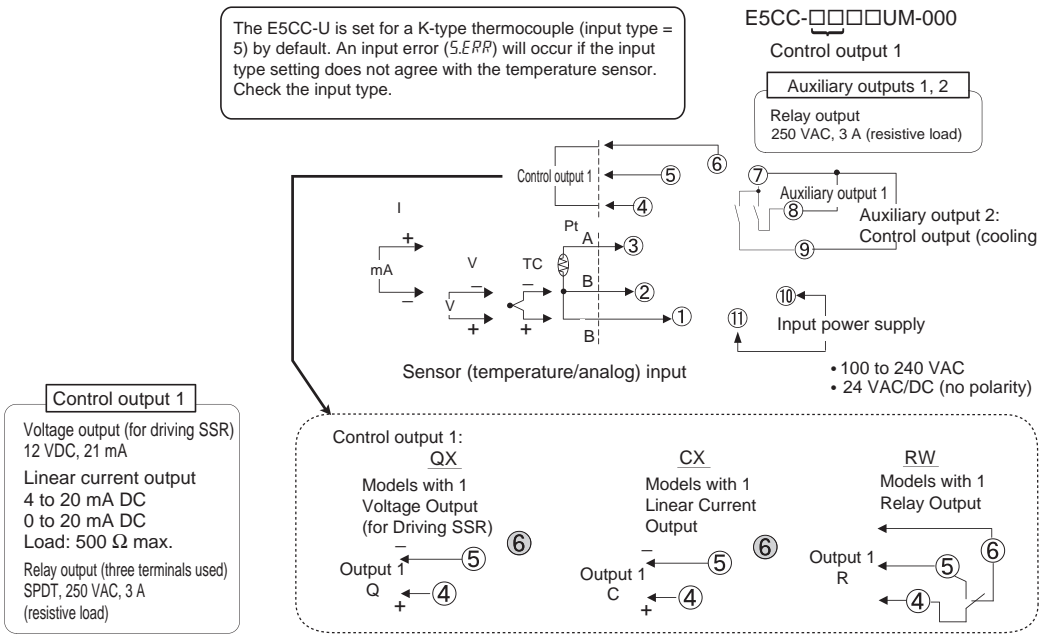 The E5CC-U is set for a K-type thermocouple (input type =
5) by default. An input error (S.ERR) will occur if the input
type setting does not agree with the temperature sensor.
Check the input type.
E5CC-□□□□UM-000
Control output 1
Auxiliary outputs 1, 2
Relay output
250 VAC, 3 A (resistive load)
Control output 1
⑥
⑤
④
⑦
Auxiliary output 1
⑧
Auxiliary output 2:
Control output (cooling
⑨
I
+
mA
−
V
−
V
+
TC
−
+
Pt
A
③
B
②
①
B
⑩
⑪
Input power supply
• 100 to 240 VAC
• 24 VAC/DC (no polarity)
Sensor (temperature/analog) input
Control output 1
Voltage output (for driving SSR)
12 VDC, 21 mA
Linear current output
4 to 20 mA DC
0 to 20 mA DC
Load: 500 Ω max.
Relay output (three terminals used)
SPDT, 250 VAC, 3 A
(resistive load)
Control output 1:
QX
Models with 1
Voltage Output
(for Driving SSR)
⑥
−
⑤
Output 1
Q
④
+
CX
Models with 1
Linear Current
Output
⑥
−
⑤
Output 1
C
④
+
RW
Models with 1
Relay Output
⑥
Output 1
R
⑤
④